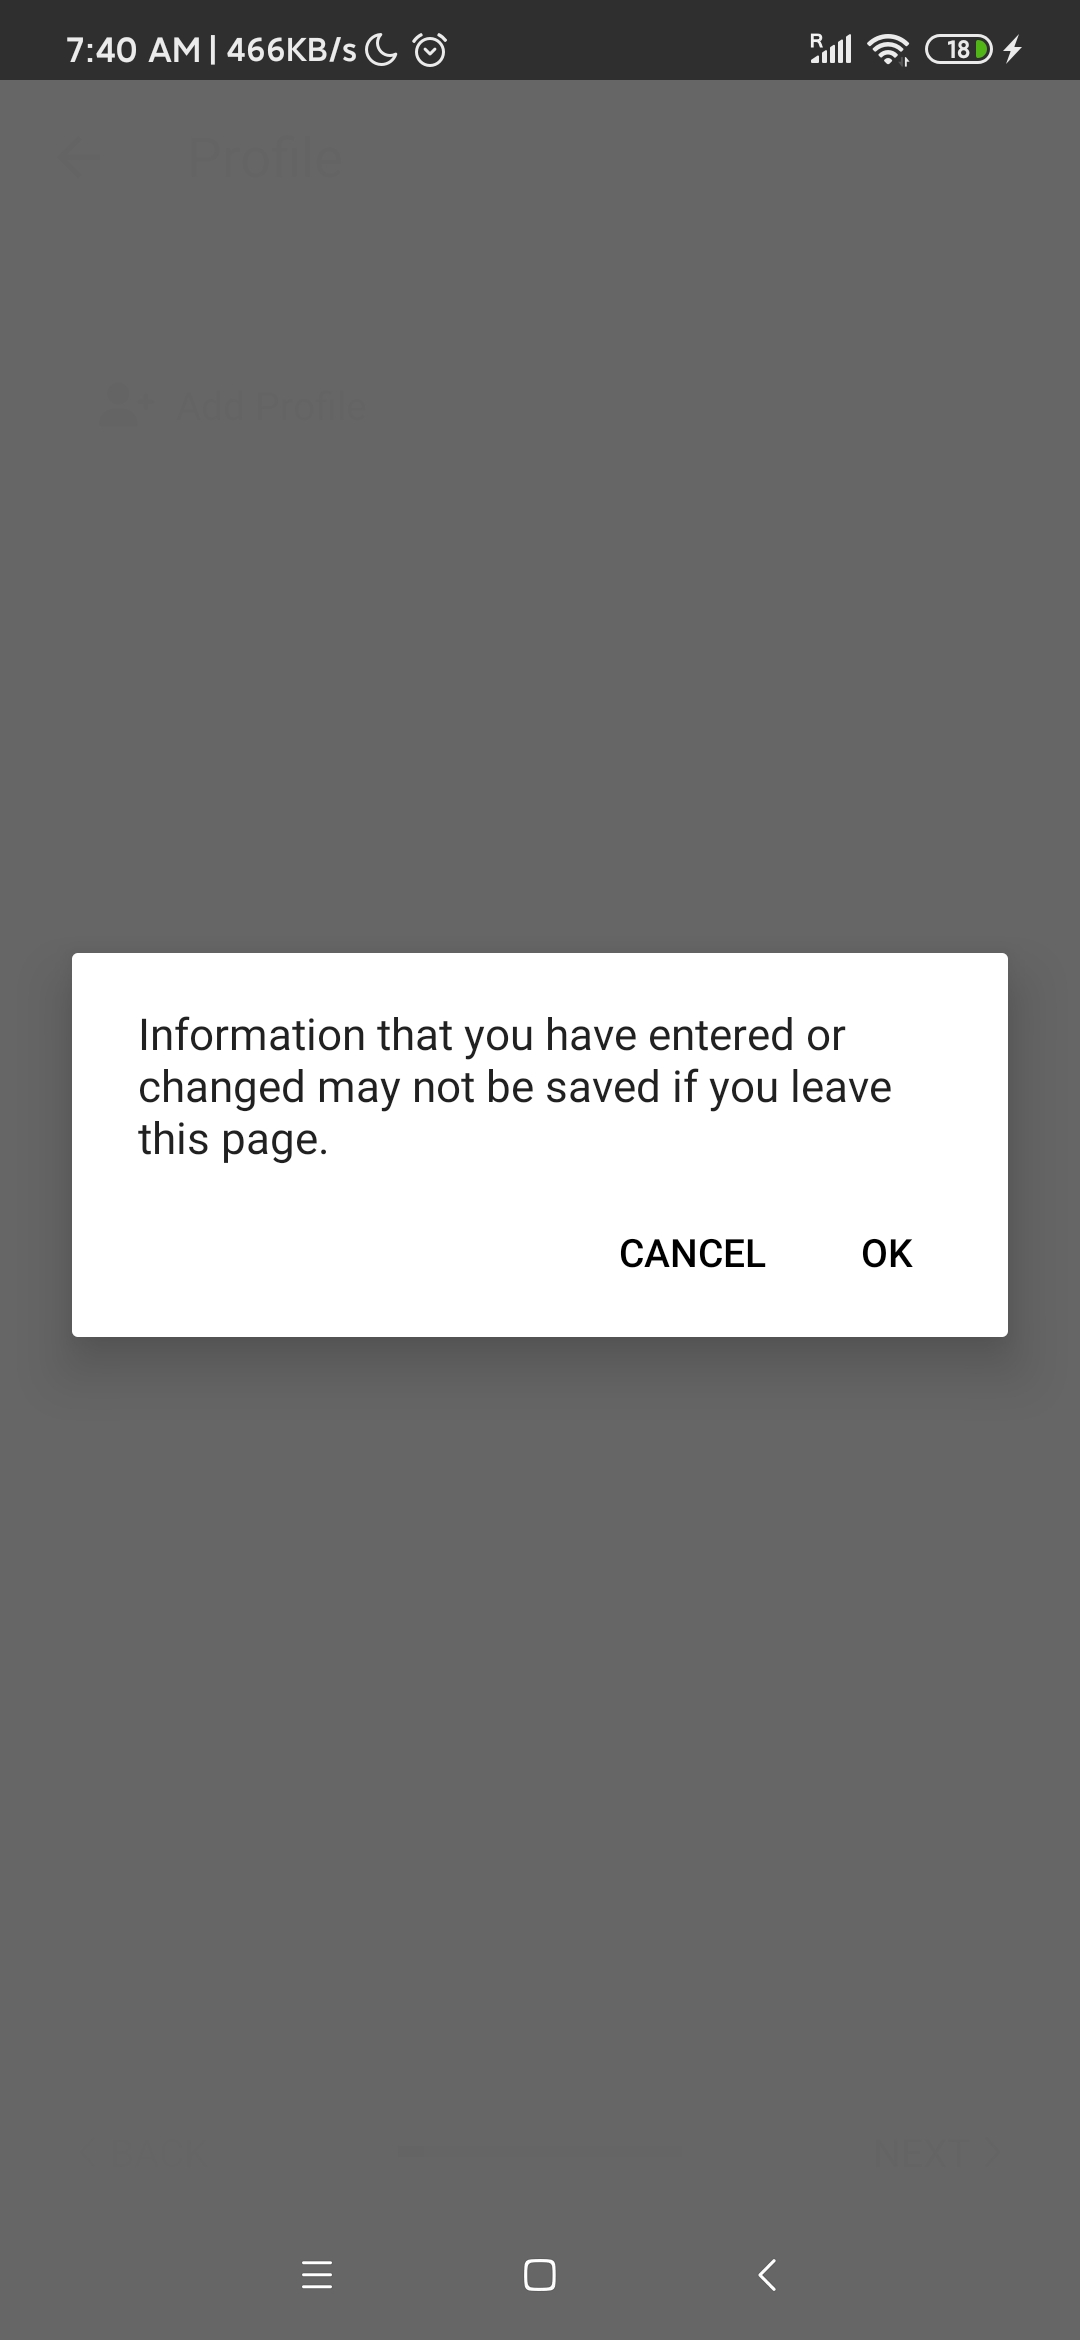 7:40 AM | 466KB/s R 18
Profile
Add Profile
Information that you have entered or
changed may not be saved if you leave
this page.
CANCEL OK
NEXT